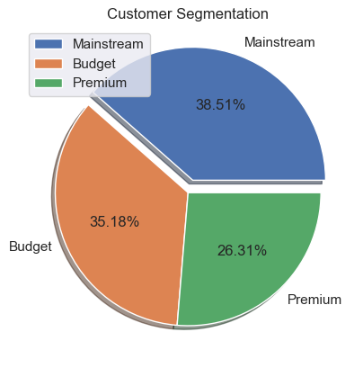 Customer Segmentation
Mainstream
Budget
Premium
Mainstream
38.51%
35.18%
Budget
26.31%
Premium